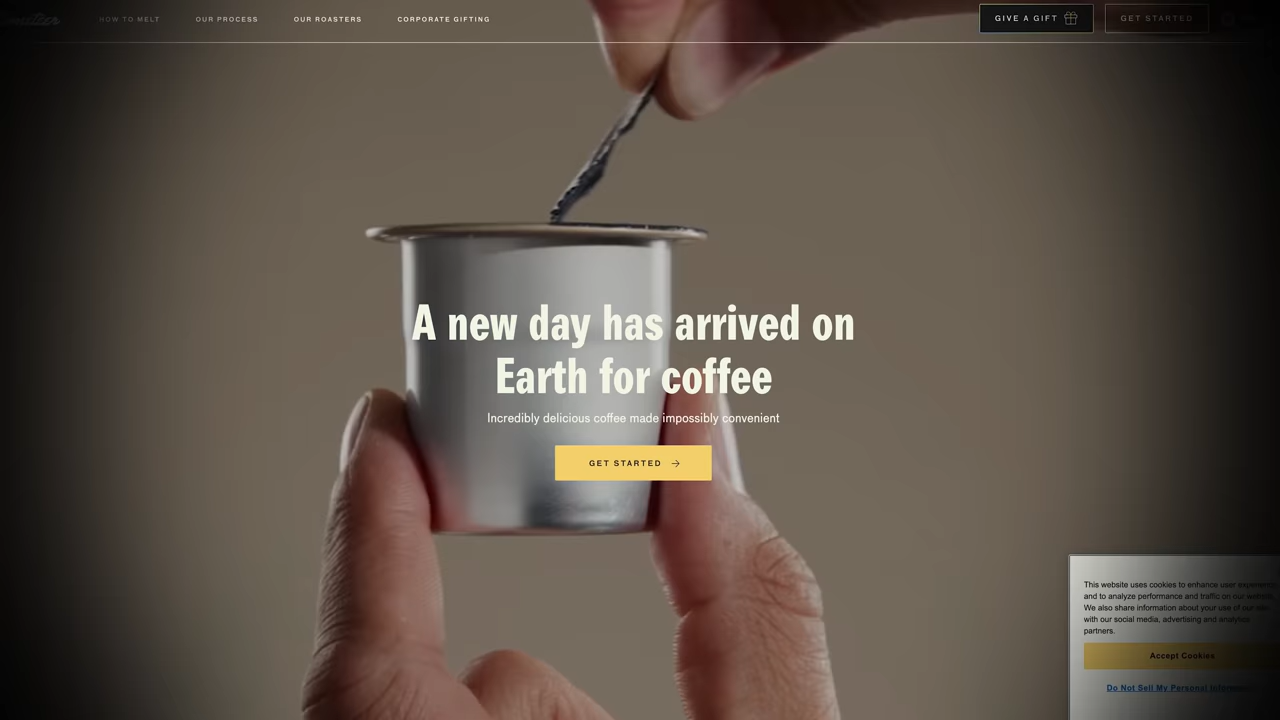 HOW TO MELT
OUR PROCESS
OUR ROASTERS
CORPORATE GIFTING
GIVE A GIFT
GET STARTED
A new day has arrived on
Earth for coffee
Incredibly delicious coffee made impossibly convenient
GET STARTED
This website uses cookies to enhance user experience
and to analyze performance and traffic on our website.
We also share information about your use of our site
with our social media, advertising and analytics
partners.
Accept Cookies
Do Not Sell My Personal Information